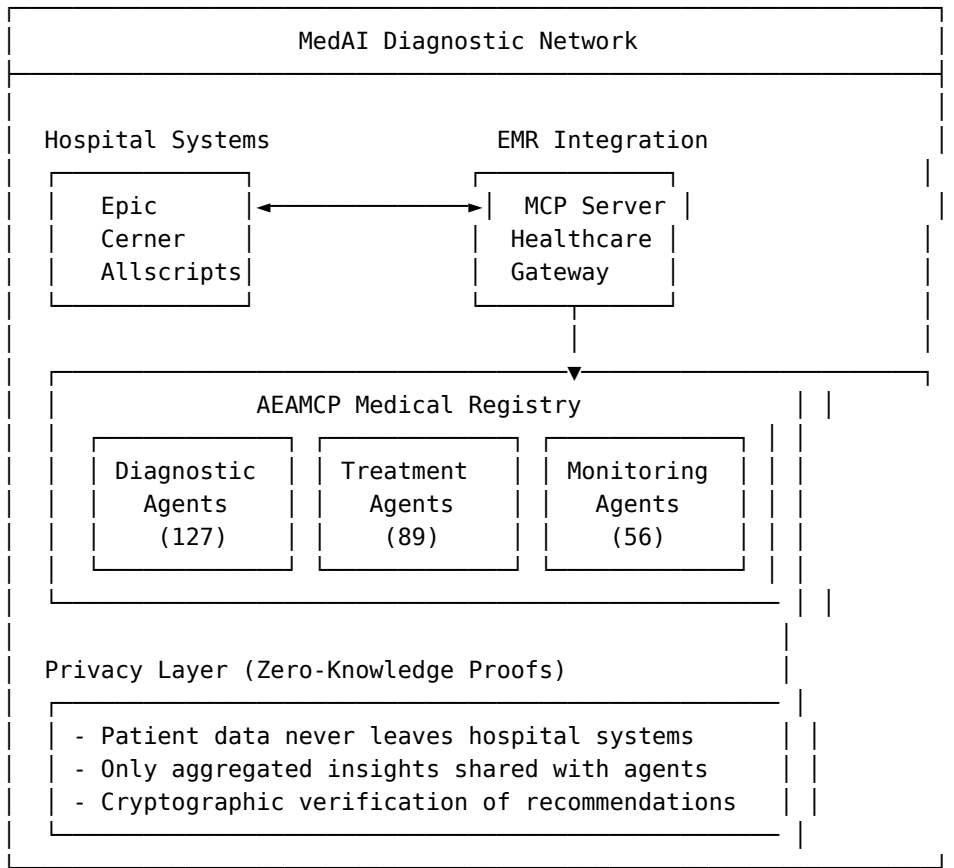 MedAI Diagnostic Network
Hospital Systems EMR Integration
Epic MCP Server
Cerner Healthcare
Allscripts Gateway
AEAMCP Medical Registry
Diagnostic Treatment Monitoring
Agents Agents Agents
(127) (89) (56)
Privacy Layer (Zero-Knowledge Proofs)
- Patient data never leaves hospital systems
- Only aggregated insights shared with agents
- Cryptographic verification of recommendations